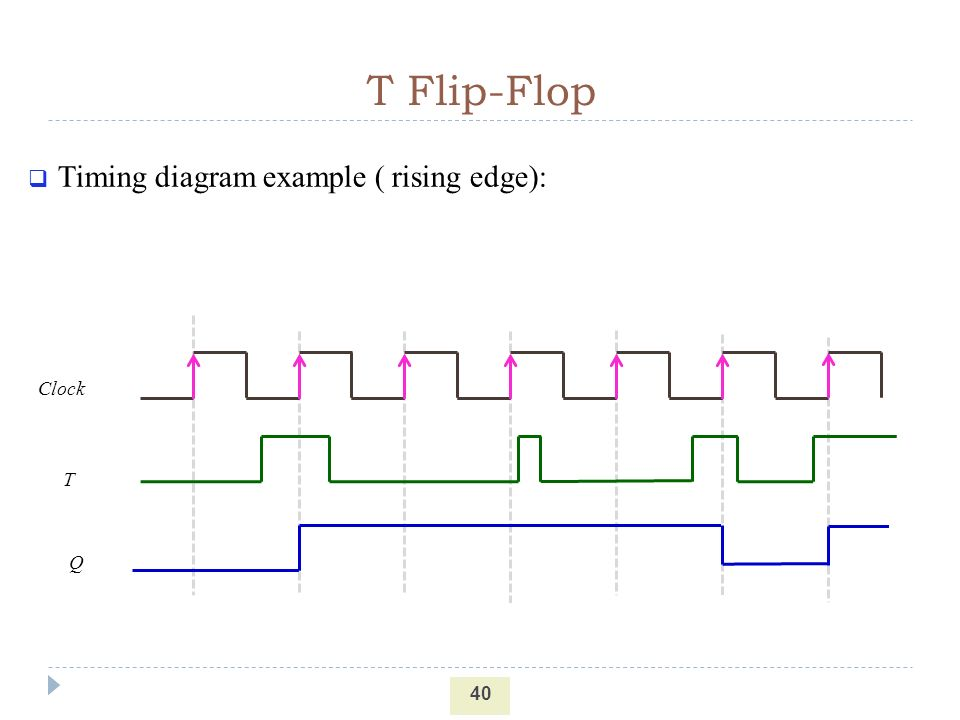 T Flip-Flop
Timing diagram example ( rising edge):
Clock
T
Q
40